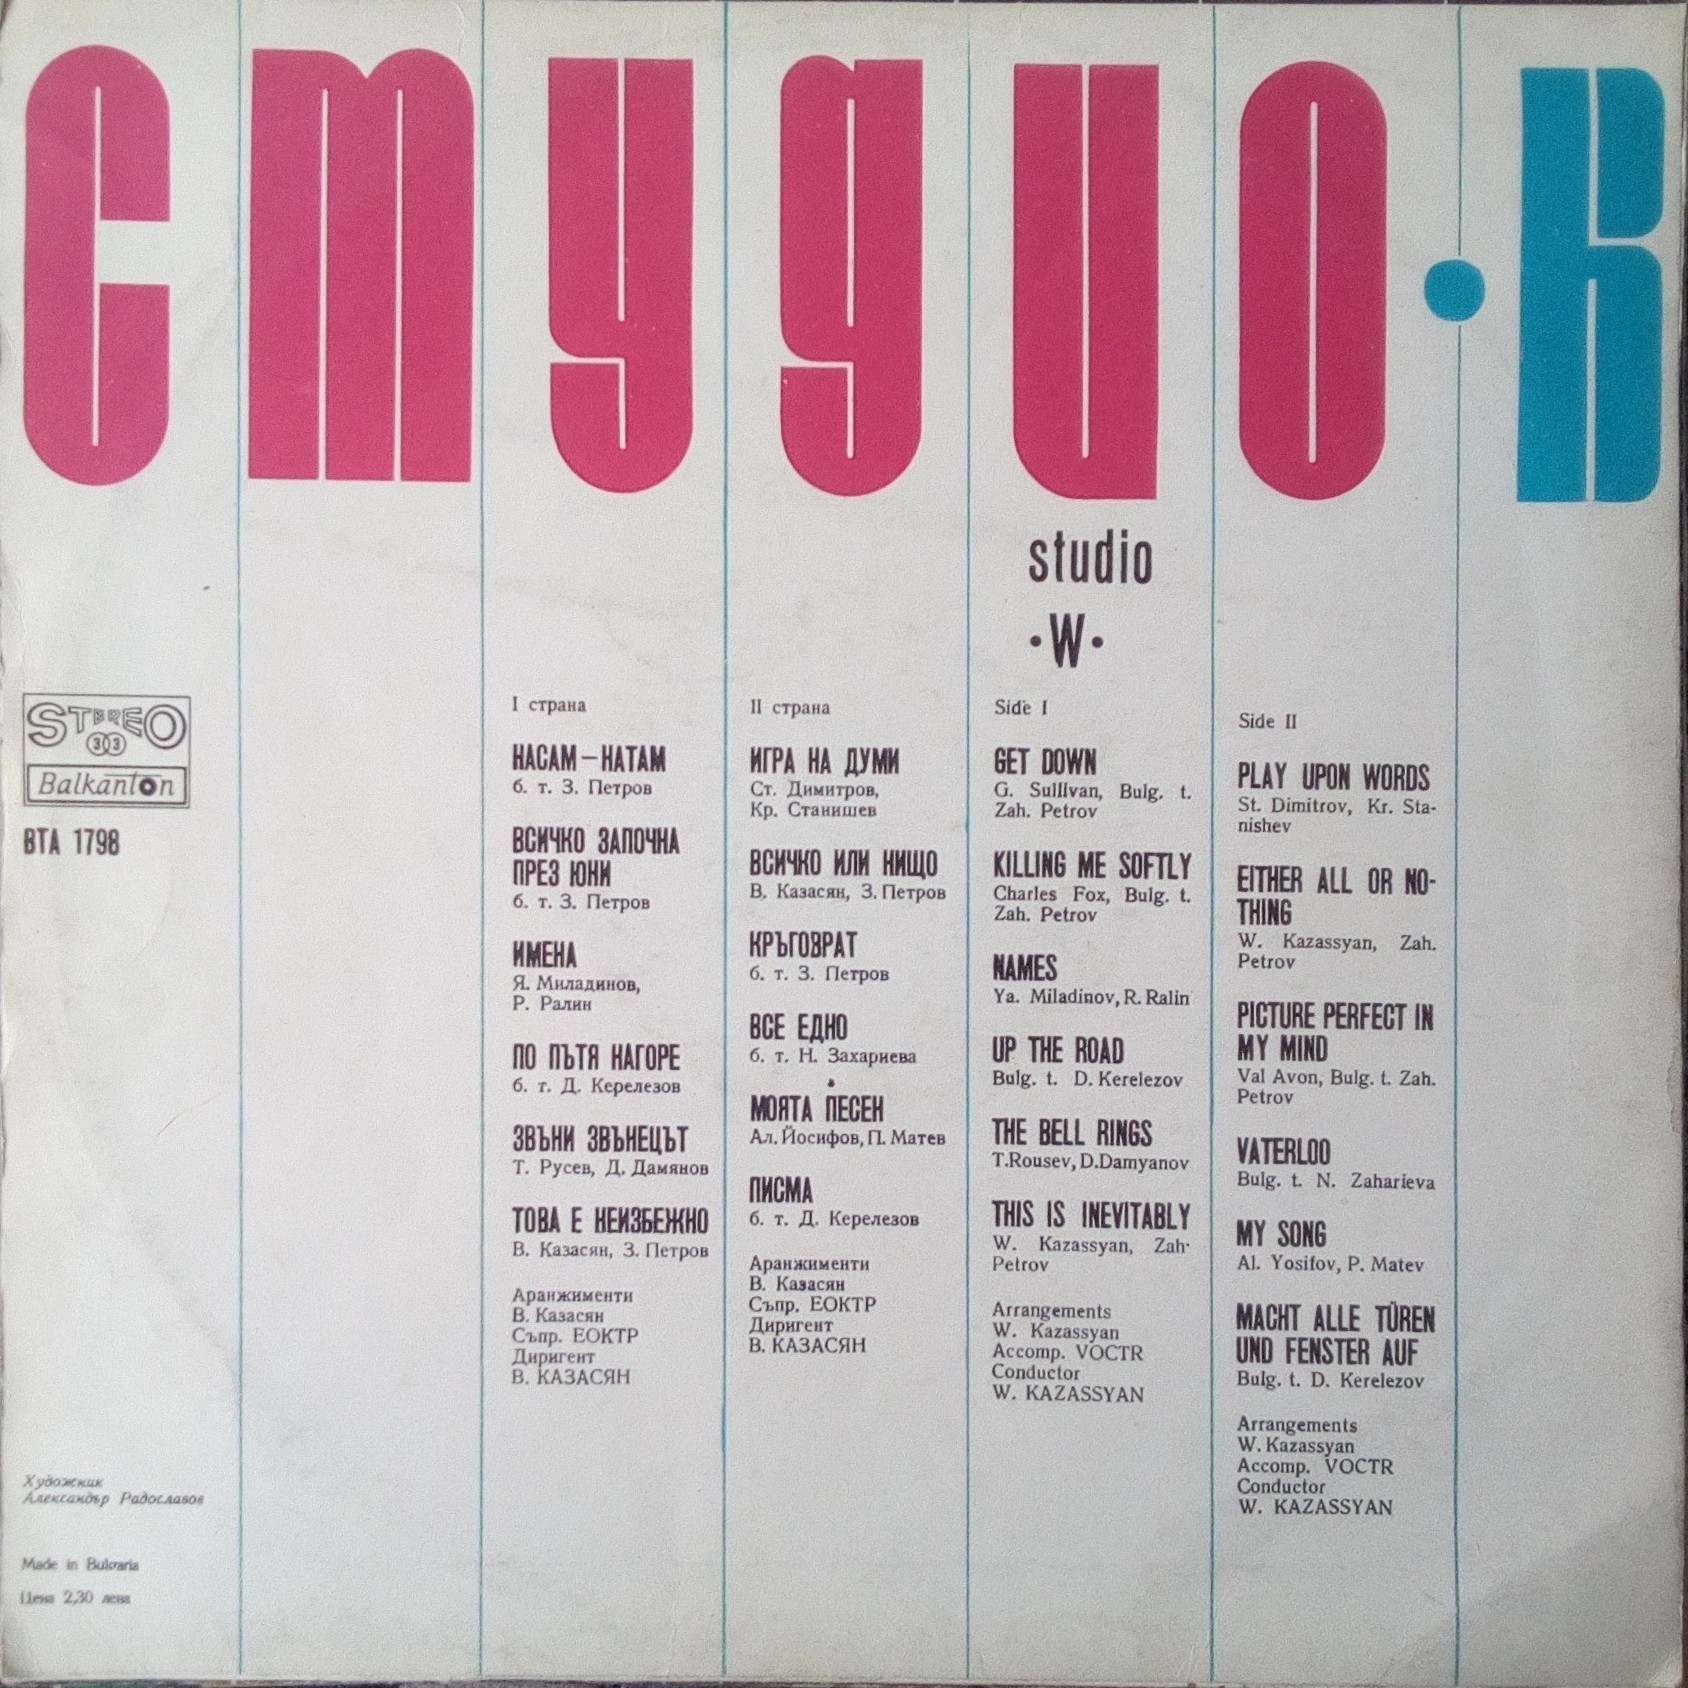 студио·в
studio
·W·
STEREO
33
Balkanton
ВТА 1798
I страна
НАСАМ – НАТАМ
б. т. З. Петров
ВСИЧКО ЗАПОЧНА
ПРЕЗ ЮНИ
б. т. З. Петров
ИМЕНА
Я. Миладинов,
Р. Ралин
ПО ПЪТЯ НАГОРЕ
б. т. Д. Керелезов
ЗВЪНИ ЗВЪНЕЦЪТ
Т. Русев, Д. Дамянов
ТОВА Е НЕИЗБЕЖНО
В. Казасян, З. Петров
Аранжименти
В. Казасян
Съпр. ЕОКТР
Диригент
В. КАЗАСЯН
II страна
ИГРА НА ДУМИ
Ст. Димитров,
Кр. Станишев
ВСИЧКО ИЛИ НИЩО
В. Казасян, З. Петров
КРЪГОВРАТ
б. т. З. Петров
ВСЕ ЕДНО
б. т. Н. Захариева
МОЯТА ПЕСЕН
Ал. Йосифов, П. Матев
ПИСМА
б. т. Д. Керелезов
Аранжименти
В. Казасян
Съпр. ЕОКТР
Диригент
В. КАЗАСЯН
Side I
GET DOWN
G. Sullivan, Bulg. t.
Zah. Petrov
KILLING ME SOFTLY
Charles Fox, Bulg. t.
Zah. Petrov
NAMES
Ya. Miladinov, R. Ralin
UP THE ROAD
Bulg. t. D. Kerelezov
THE BELL RINGS
T. Rousev, D. Damyanov
THIS IS INEVITABLY
W. Kazassyan, Zah·
Petrov
Arrangements
W. Kazassyan
Accomp. VOCTR
Conductor
W. KAZASSYAN
Side II
PLAY UPON WORDS
St. Dimitrov, Kr. Sta-
nishev
EITHER ALL OR NO-
THING
W. Kazassyan, Zah.
Petrov
PICTURE PERFECT IN
MY MIND
Val Avon, Bulg. t. Zah.
Petrov
VATERLOO
Bulg. t. N. Zaharieva
MY SONG
Al. Yosifov, P. Matev
MACHT ALLE TÜREN
UND FENSTER AUF
Bulg. t. D. Kerelezov
Arrangements
W. Kazassyan
Accomp. VOCTR
Conductor
W. KAZASSYAN
Художник
Александър Радославов
Made in Bulgaria
Цена 2,30 лева